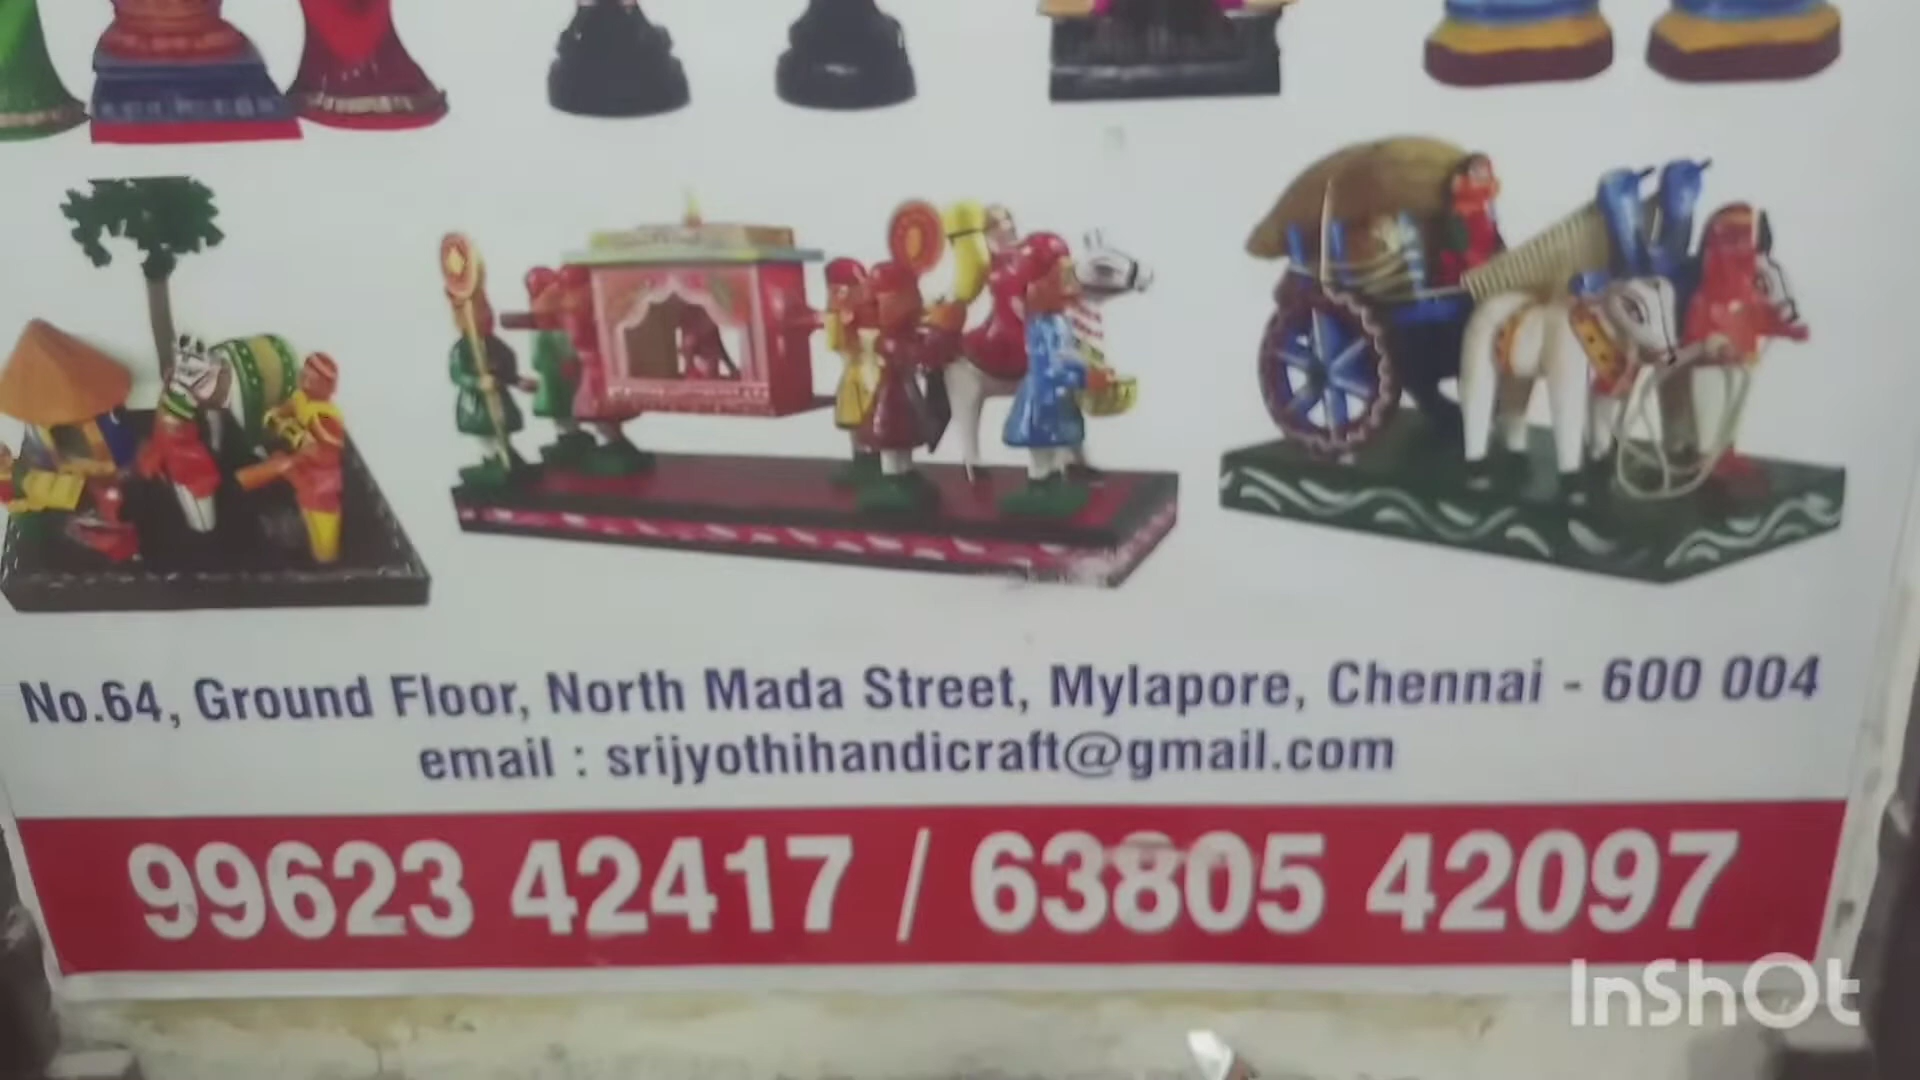 No.64, Ground Floor, North Mada Street, Mylapore, Chennai - 600 004
email : srijyothihandicraft@gmail.com
99623 42417 / 63805 42097
InShOt